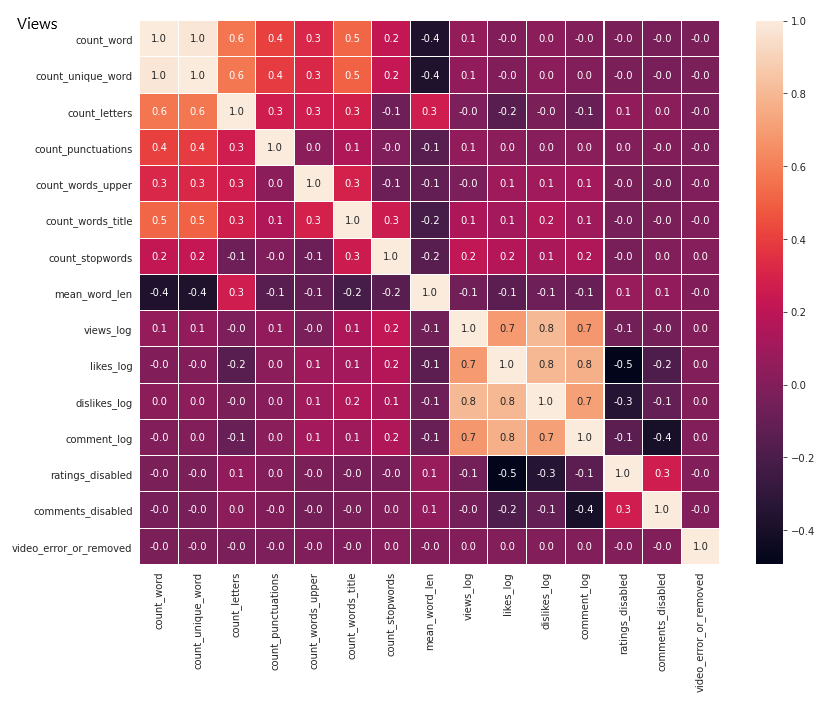 Views
count_word 1.0 1.0 0.6 0.4 0.3 0.5 0.2 -0.4 0.1 -0.0 0.0 -0.0 -0.0 -0.0 -0.0 1.0
count_unique_word 1.0 1.0 0.6 0.4 0.3 0.5 0.2 -0.4 0.1 -0.0 0.0 0.0 -0.0 -0.0 -0.0
count_letters 0.6 0.6 1.0 0.3 0.3 0.3 -0.1 0.3 -0.0 -0.2 -0.0 -0.1 0.1 0.0 -0.0 0.8
count_punctuations 0.4 0.4 0.3 1.0 0.0 0.1 -0.0 -0.1 0.1 0.0 0.0 0.0 0.0 -0.0 -0.0
count_words_upper 0.3 0.3 0.3 0.0 1.0 0.3 -0.1 -0.1 -0.0 0.1 0.1 0.1 -0.0 -0.0 -0.0 0.6
count_words_title 0.5 0.5 0.3 0.1 0.3 1.0 0.3 -0.2 0.1 0.1 0.2 0.1 -0.0 -0.0 -0.0 0.4
count_stopwords 0.2 0.2 -0.1 -0.0 -0.1 0.3 1.0 -0.2 0.2 0.2 0.1 0.2 -0.0 0.0 -0.0
mean_word_len -0.4 -0.4 0.3 -0.1 -0.1 -0.2 -0.2 1.0 -0.1 -0.1 -0.1 -0.1 0.1 0.1 -0.0 0.2
views_log 0.1 0.1 -0.0 0.1 -0.0 0.1 0.2 -0.1 1.0 0.7 0.8 0.7 -0.1 -0.0 0.0
likes_log -0.0 -0.0 -0.2 0.0 0.1 0.1 0.2 -0.1 0.7 1.0 0.8 0.8 -0.5 -0.2 0.0 0.0
dislikes_log 0.0 0.0 -0.0 0.0 0.1 0.2 0.1 -0.1 0.8 0.8 1.0 0.7 -0.3 -0.1 0.0
comment_log -0.0 0.0 -0.1 0.0 0.1 0.1 0.2 -0.1 0.7 0.8 0.7 1.0 -0.1 -0.4 0.0 −0.2
ratings_disabled -0.0 -0.0 0.1 0.0 -0.0 -0.0 -0.0 0.1 -0.1 -0.5 -0.3 -0.1 1.0 0.3 -0.0
comments_disabled -0.0 -0.0 0.0 -0.0 -0.0 -0.0 0.0 0.1 -0.0 -0.2 -0.1 -0.4 0.3 1.0 -0.0 −0.4
video_error_or_removed -0.0 -0.0 -0.0 -0.0 -0.0 -0.0 -0.0 -0.0 0.0 0.0 0.0 0.0 -0.0 -0.0 1.0
count_word
count_unique_word
count_letters
count_punctuations
count_words_upper
count_words_title
count_stopwords
mean_word_len
views_log
likes_log
dislikes_log
comment_log
ratings_disabled
comments_disabled
video_error_or_removed